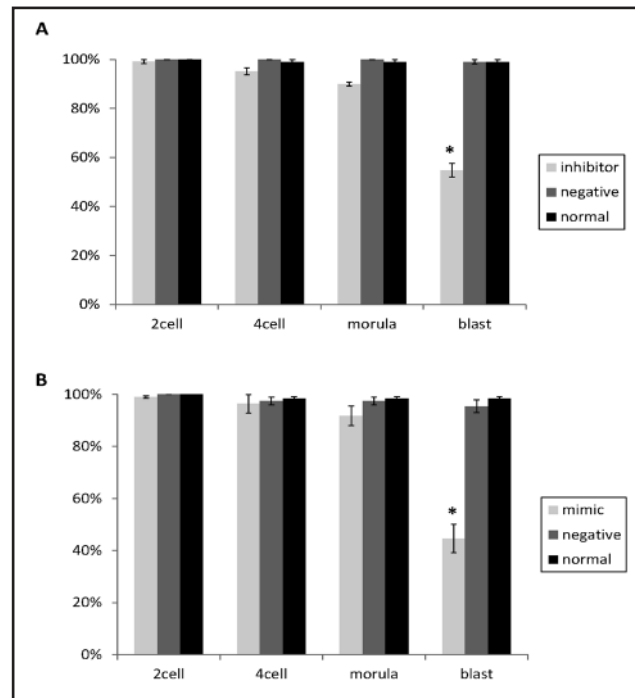 A
100%
80%
60%
40%
20%
0%
*
2cell 4cell morula blast
inhibitor
negative
normal
B
100%
80%
60%
40%
20%
0%
*
2cell 4cell morula blast
mimic
negative
normal